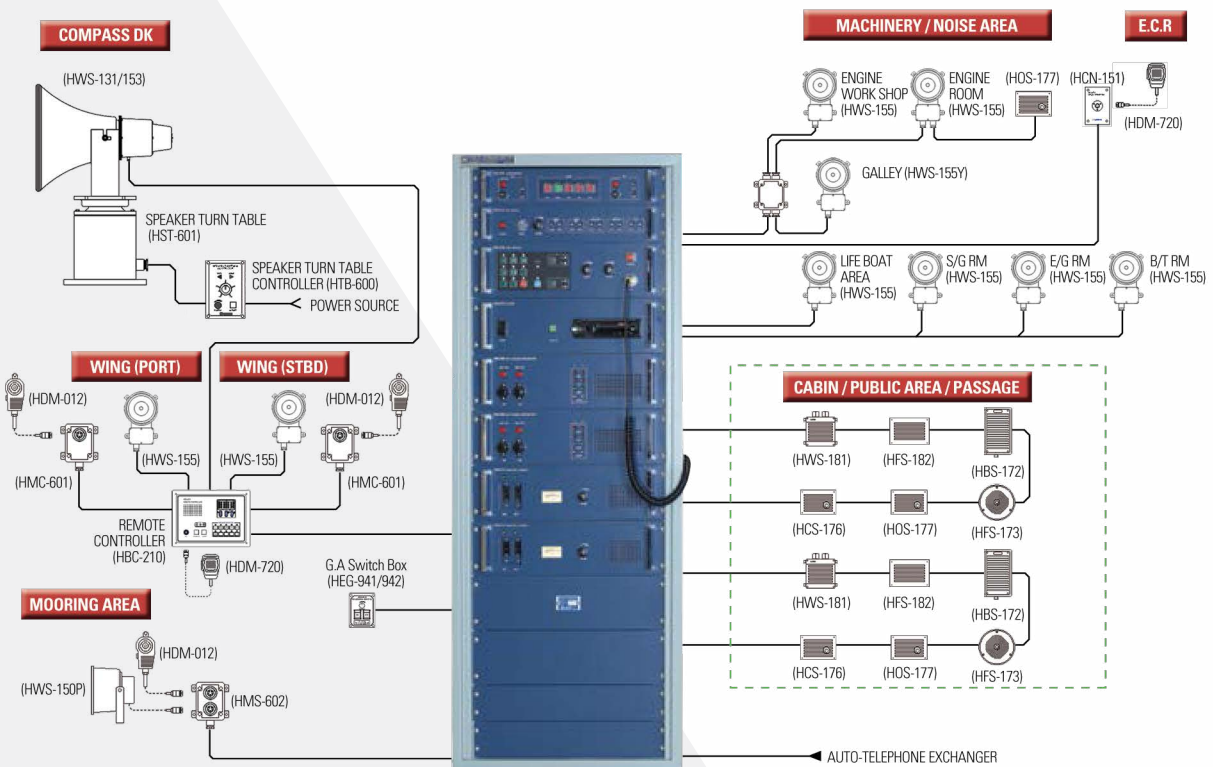 COMPASS DK
(HWS-131/153)
SPEAKER TURN TABLE
(HST-601)
SPEAKER TURN TABLE
CONTROLLER (HTB-600)
POWER SOURCE
WING (PORT)
WING (STBD)
(HDM-012)
(HDM-012)
(HWS-155)
(HWS-155)
(HMC-601)
(HMC-601)
REMOTE
CONTROLLER
(HBC-210)
(HDM-720)
G.A Switch Box
(HEG-941/942)
MOORING AREA
(HDM-012)
(HWS-150P)
(HMS-602)
MACHINERY / NOISE AREA
E.C.R
ENGINE
WORK SHOP
(HWS-155)
ENGINE
ROOM
(HWS-155)
(HOS-177)
(HCN-151)
(HDM-720)
GALLEY (HWS-155Y)
LIFE BOAT
AREA
(HWS-155)
S/G RM
(HWS-155)
E/G RM
(HWS-155)
B/T RM
(HWS-155)
CABIN / PUBLIC AREA / PASSAGE
(HWS-181)
(HFS-182)
(HBS-172)
(HCS-176)
(HOS-177)
(HFS-173)
(HWS-181)
(HFS-182)
(HBS-172)
(HCS-176)
(HOS-177)
(HFS-173)
AUTO-TELEPHONE EXCHANGER